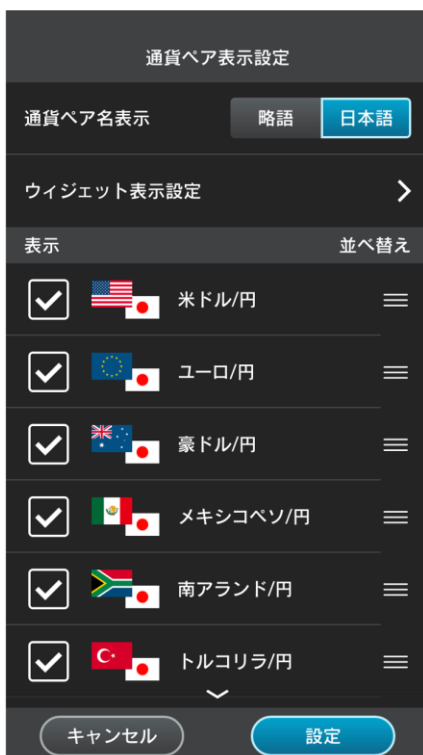 通貨ペア表示設定
通貨ペア名表示 略語 日本語
ウィジェット表示設定
表示 並べ替え
米ドル/円
ユーロ/円
豪ドル/円
メキシコペソ/円
南アランド/円
トルコリラ/円
キャンセル 設定